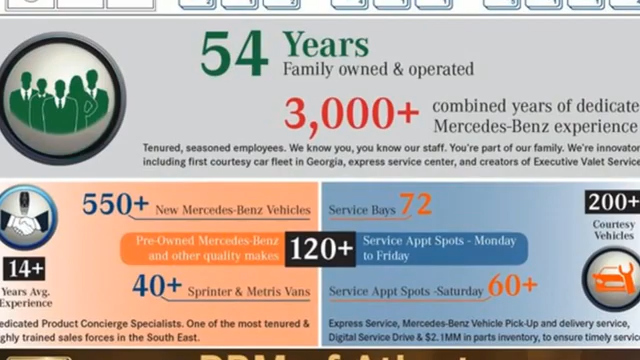 54 Years
Family owned & operated
3,000+ combined years of dedicate
Mercedes-Benz experience
Tenured, seasoned employees. We know you, you know our staff. You're part of our family. We're innovator
including first courtesy car fleet in Georgia, express service center, and creators of Executive Valet Service
550+ New Mercedes-Benz Vehicles
Pre-Owned Mercedes-Benz
and other quality makes
120+
14+
Years Avg.
Experience
40+ Sprinter & Metris Vans
edicated Product Concierge Specialists. One of the most tenured &
ghly trained sales forces in the South East.
Service Bays 72
200+
Courtesy
Vehicles
Service Appt Spots - Monday
to Friday
Service Appt Spots -Saturday 60+
Express Service, Mercedes-Benz Vehicle Pick-Up and delivery service,
Digital Service Drive & $2.1MM in parts inventory, to ensure timely servic